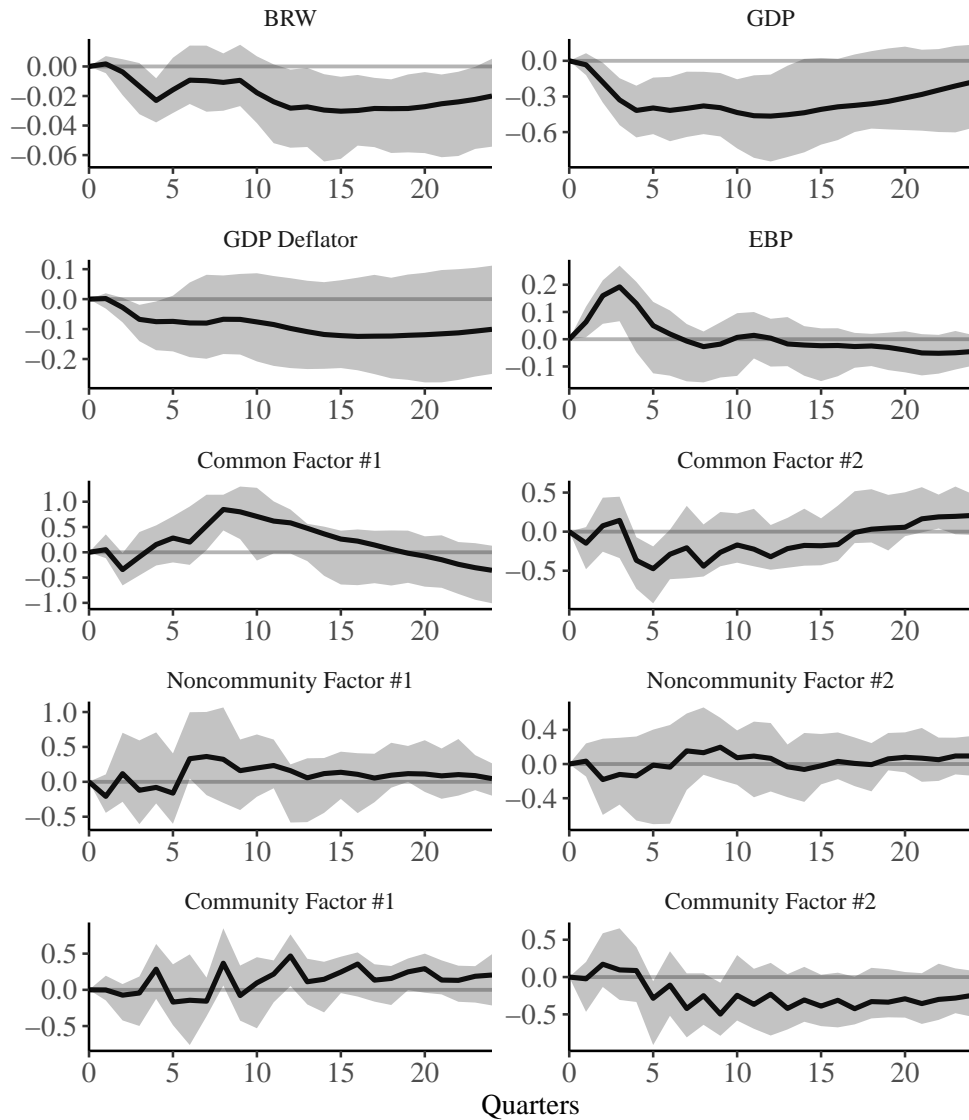 BRW
0.00
−0.02
−0.04
−0.06
0 5 10 15 20
GDP
0.0
−0.3
−0.6
0 5 10 15 20
GDP Deflator
0.1
0.0
−0.1
−0.2
0 5 10 15 20
EBP
0.2
0.1
0.0
−0.1
0 5 10 15 20
Common Factor #1
1.0
0.5
0.0
−0.5
−1.0
0 5 10 15 20
Common Factor #2
0.5
0.0
−0.5
0 5 10 15 20
Noncommunity Factor #1
1.0
0.5
0.0
−0.5
0 5 10 15 20
Noncommunity Factor #2
0.4
0.0
−0.4
0 5 10 15 20
Community Factor #1
0.5
0.0
−0.5
0 5 10 15 20
Community Factor #2
0.5
0.0
−0.5
0 5 10 15 20
Quarters